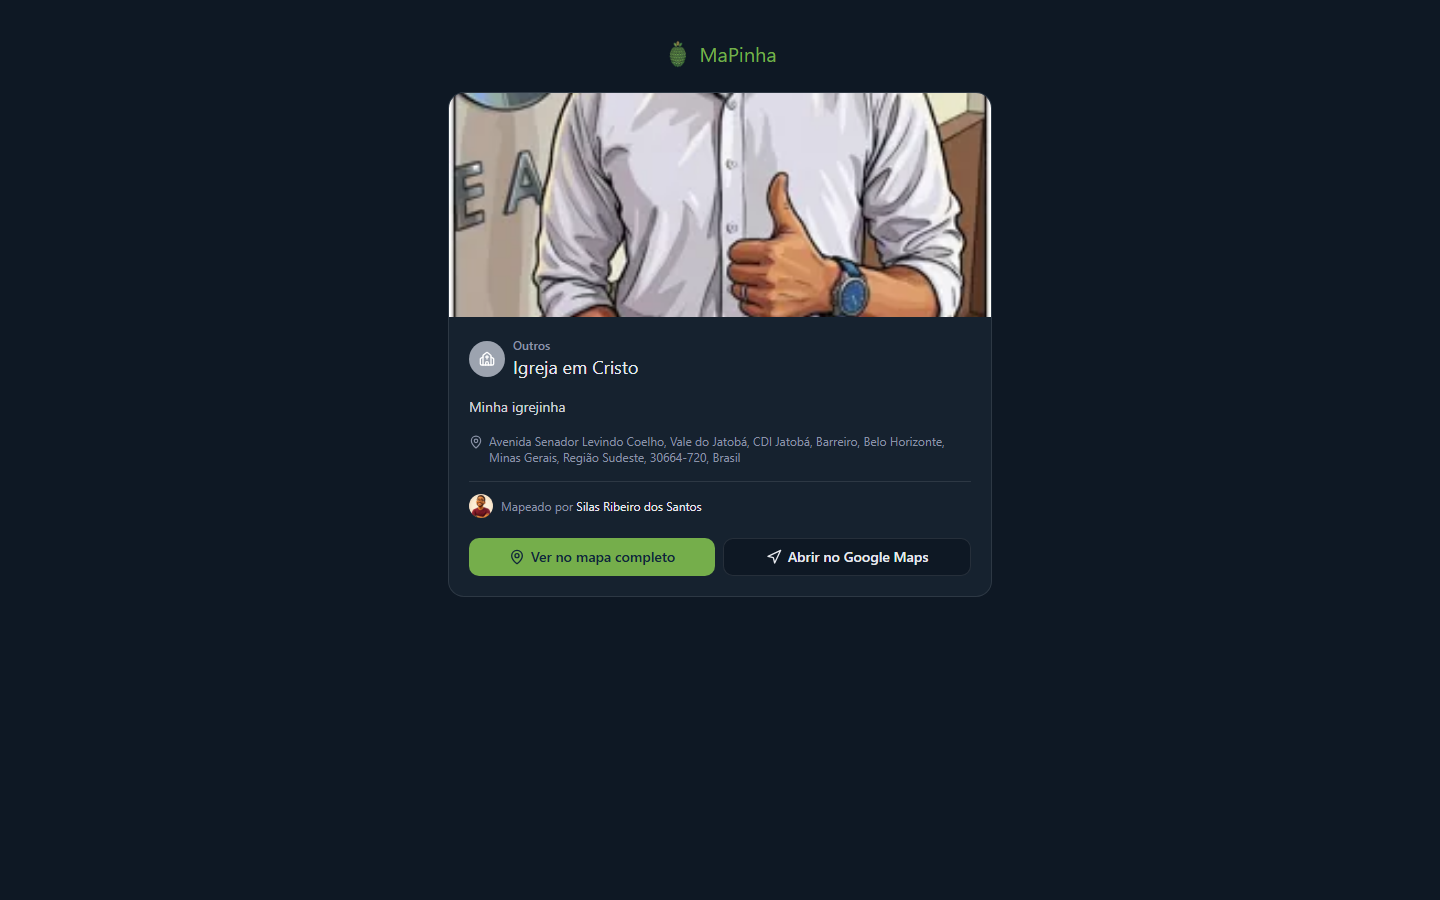 MaPinha
EA
Outros
Igreja em Cristo
Minha igrejinha
Avenida Senador Levindo Coelho, Vale do Jatobá, CDI Jatobá, Barreiro, Belo Horizonte,
Minas Gerais, Região Sudeste, 30664-720, Brasil
Mapeado por Silas Ribeiro dos Santos
Ver no mapa completo
Abrir no Google Maps